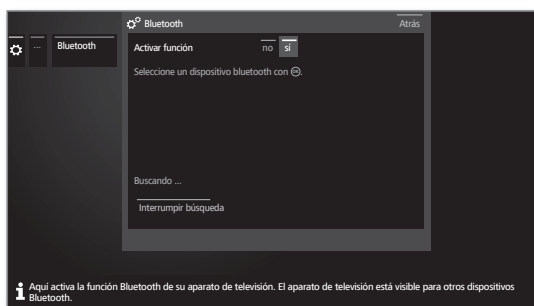 Bluetooth
Atrás
... Bluetooth
Activar función no sí
Seleccione un dispositivo bluetooth con OK.
Buscando ...
Interrumpir búsqueda
i Aquí activa la función Bluetooth de su aparato de televisión. El aparato de televisión está visible para otros dispositivos
Bluetooth.